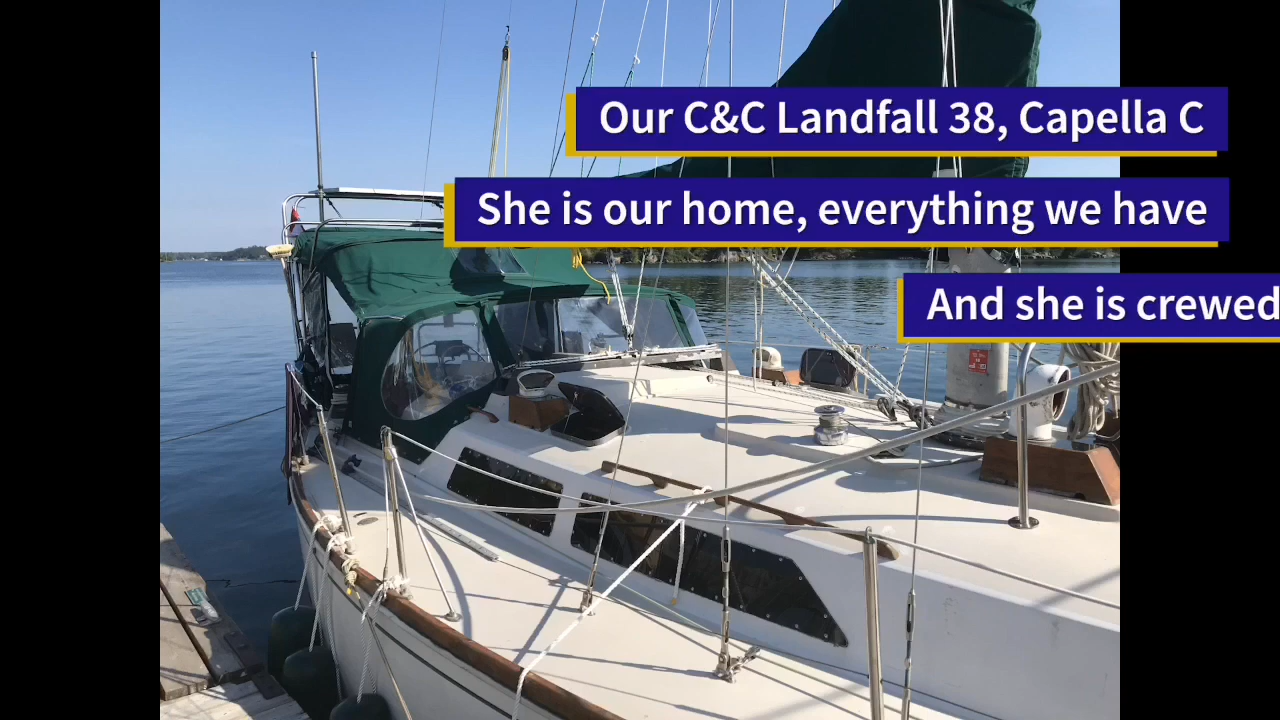 Our C&C Landfall 38, Capella C
She is our home, everything we have
And she is crewed